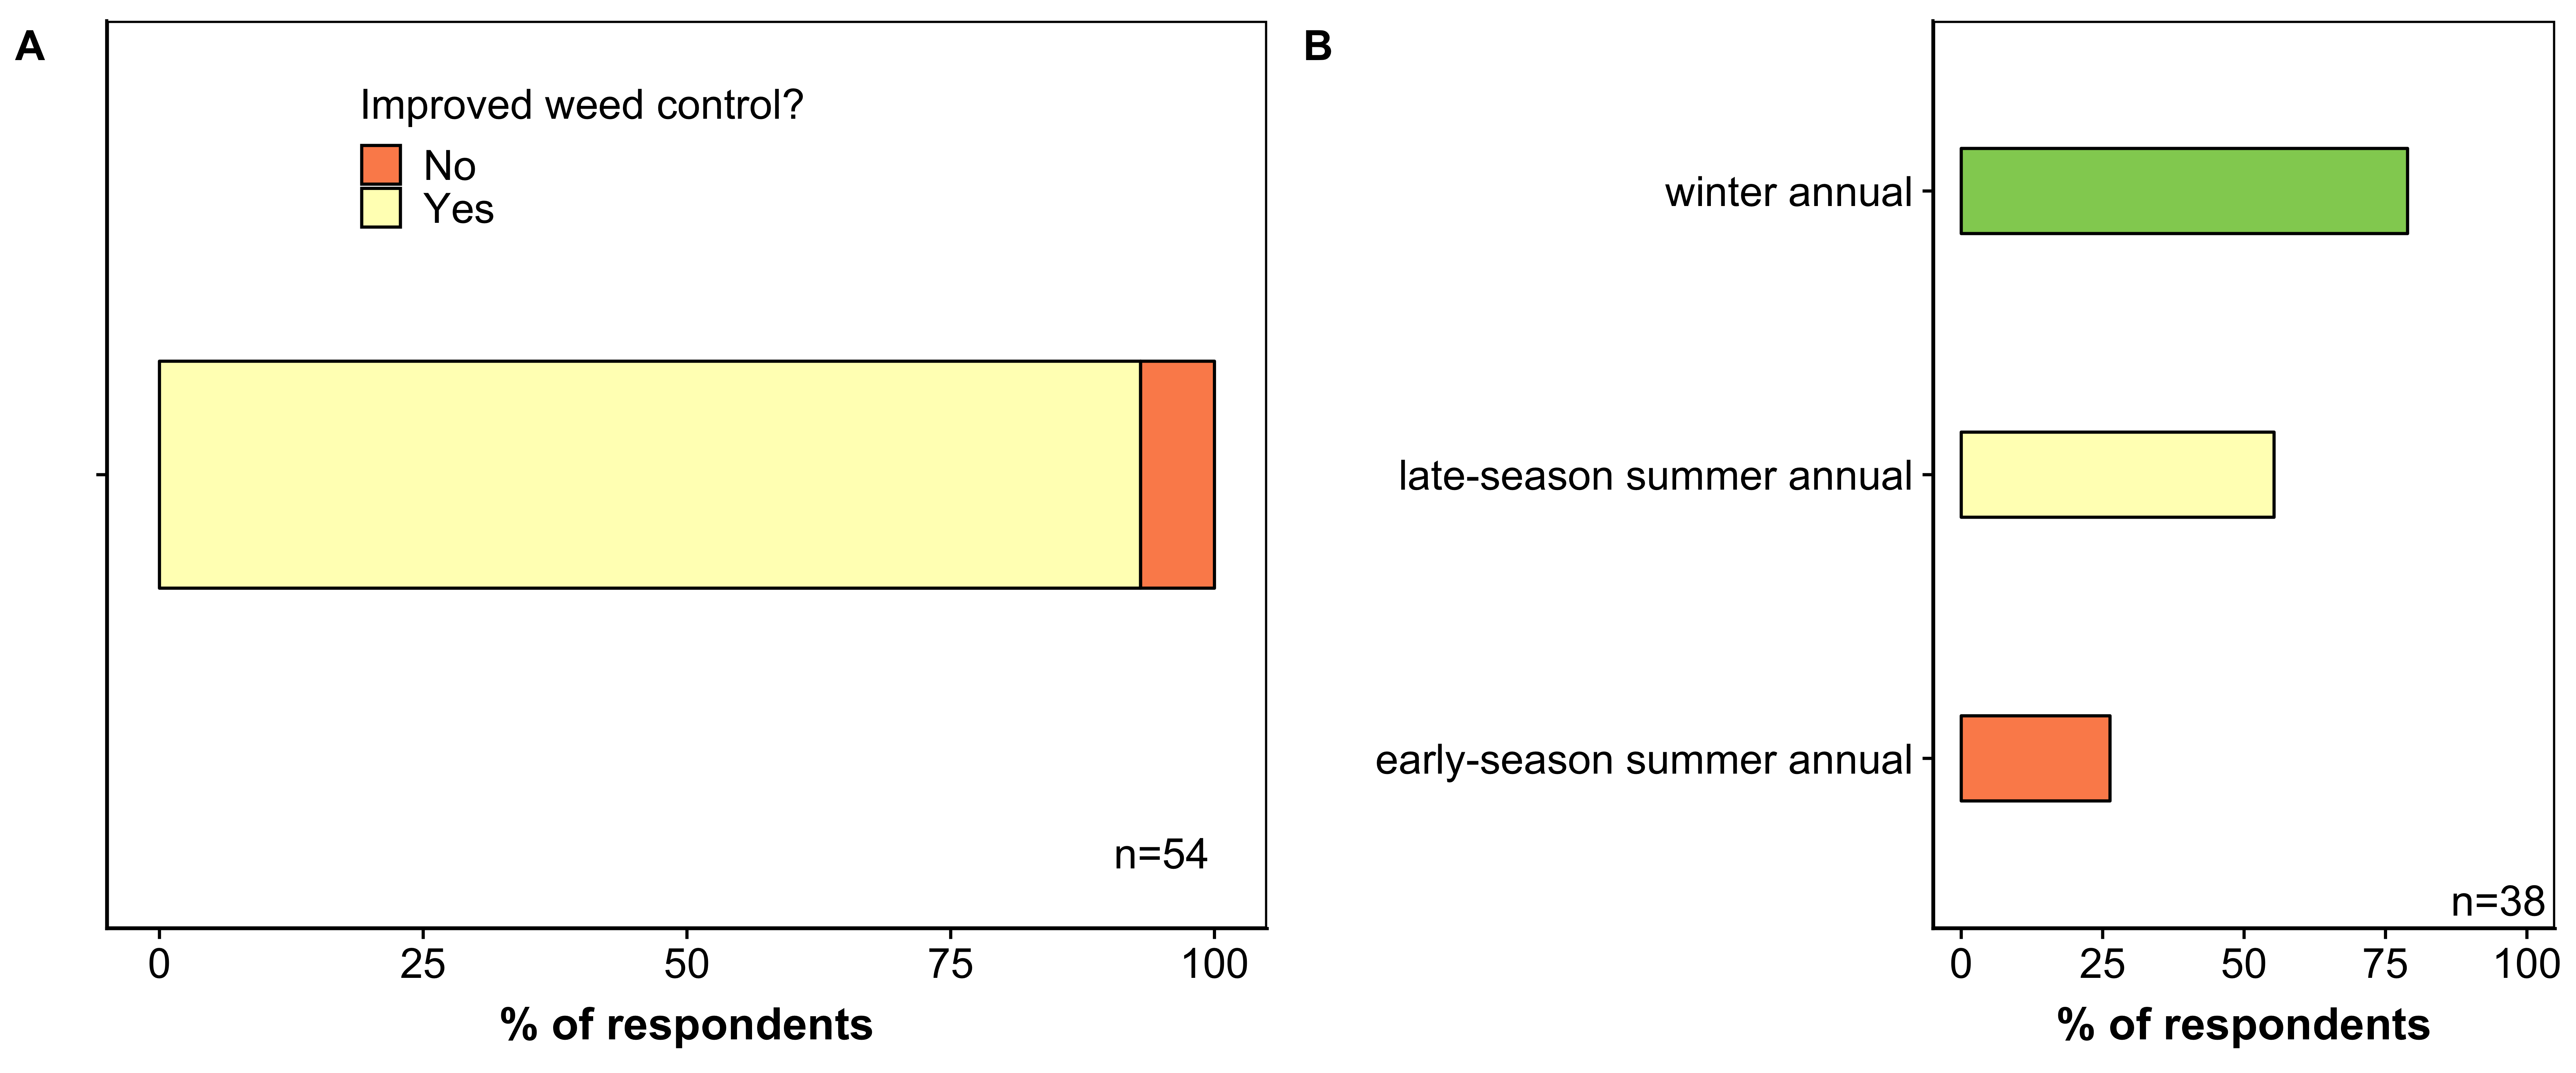 A
Improved weed control?
No
Yes
n=54
0 25 50 75 100
% of respondents
B
winter annual
late-season summer annual
early-season summer annual
n=38
0 25 50 75 100
% of respondents